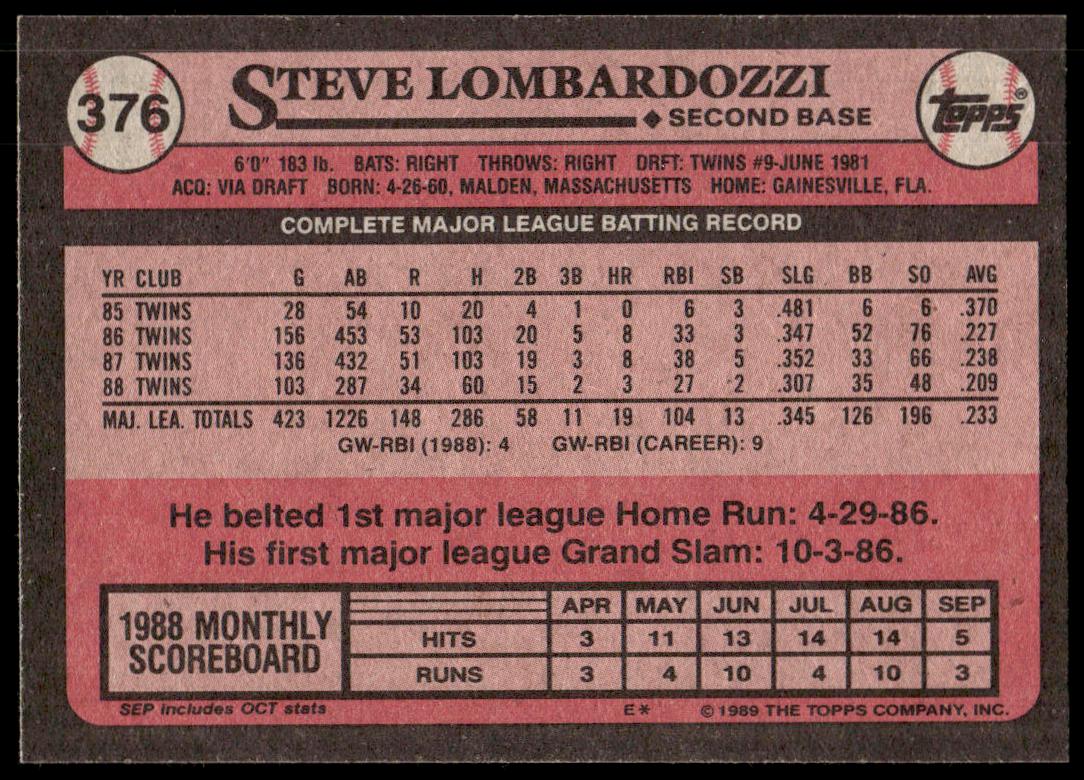 376
STEVE LOMBARDOZZI
◆ SECOND BASE
topps®
6'0" 183 lb. BATS: RIGHT THROWS: RIGHT DRFT: TWINS #9-JUNE 1981
ACQ: VIA DRAFT BORN: 4-26-60, MALDEN, MASSACHUSETTS HOME: GAINESVILLE, FLA.
COMPLETE MAJOR LEAGUE BATTING RECORD
YR CLUB G AB R H 2B 3B HR RBI SB SLG BB SO AVG
85 TWINS 28 54 10 20 4 1 0 6 3 .481 6 6 .370
86 TWINS 156 453 53 103 20 5 8 33 3 .347 52 76 .227
87 TWINS 136 432 51 103 19 3 8 38 5 .352 33 66 .238
88 TWINS 103 287 34 60 15 2 3 27 2 .307 35 48 .209
MAJ. LEA. TOTALS 423 1226 148 286 58 11 19 104 13 .345 126 196 .233
GW-RBI (1988): 4 GW-RBI (CAREER): 9
He belted 1st major league Home Run: 4-29-86.
His first major league Grand Slam: 10-3-86.
1988 MONTHLY SCOREBOARD
APR MAY JUN JUL AUG SEP
HITS 3 11 13 14 14 5
RUNS 3 4 10 4 10 3
SEP includes OCT stats E* ©1989 THE TOPPS COMPANY, INC.